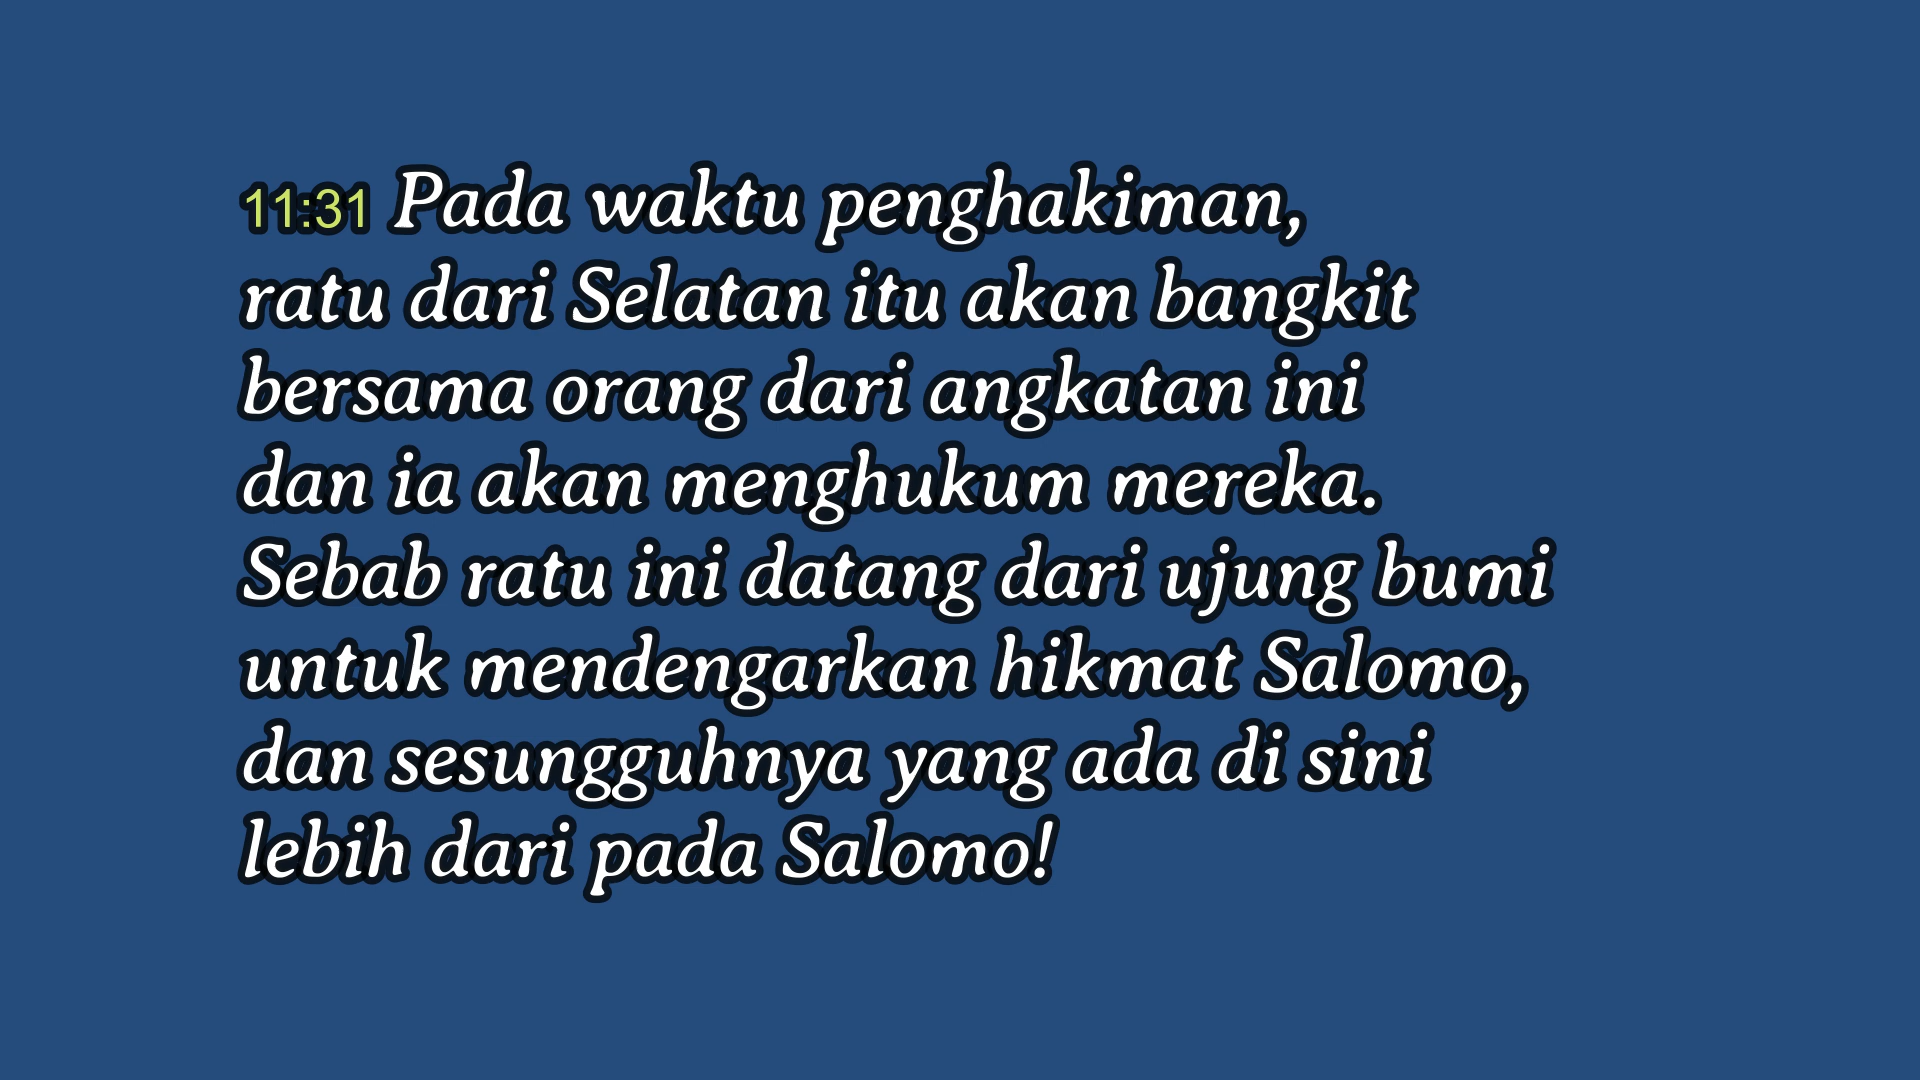 11:31 Pada waktu penghakiman,
ratu dari Selatan itu akan bangkit
bersama orang dari angkatan ini
dan ia akan menghukum mereka.
Sebab ratu ini datang dari ujung bumi
untuk mendengarkan hikmat Salomo,
dan sesungguhnya yang ada di sini
lebih dari pada Salomo!